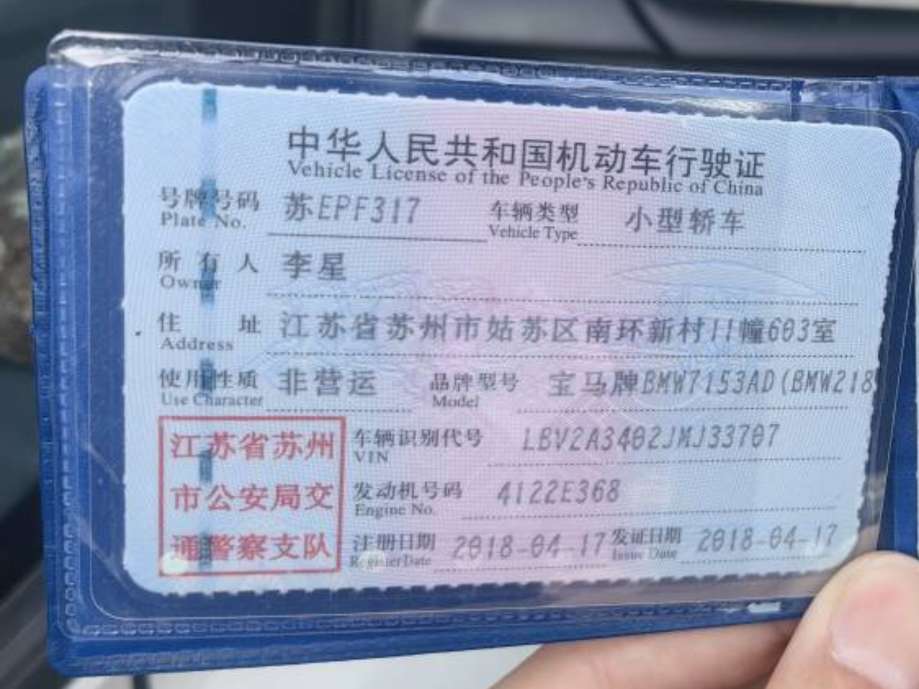 中华人民共和国机动车行驶证
Vehicle License of the People's Republic of China
号牌号码 苏EPF317 车辆类型 小型轿车
Plate No. Vehicle Type
所有人 李星
Owner
住址 江苏省苏州市姑苏区南环新村11幢603室
Address
使用性质 非营运 品牌型号 宝马牌BMW7153AD(BMW218
Use Character Model
江苏省苏州 车辆识别代号 LBV2A3402JMJ33707
VIN
市公安局交 发动机号码 4122E368
Engine No.
通警察支队 注册日期 2018-04-17 发证日期 2018-04-17
Register Date Issue Date